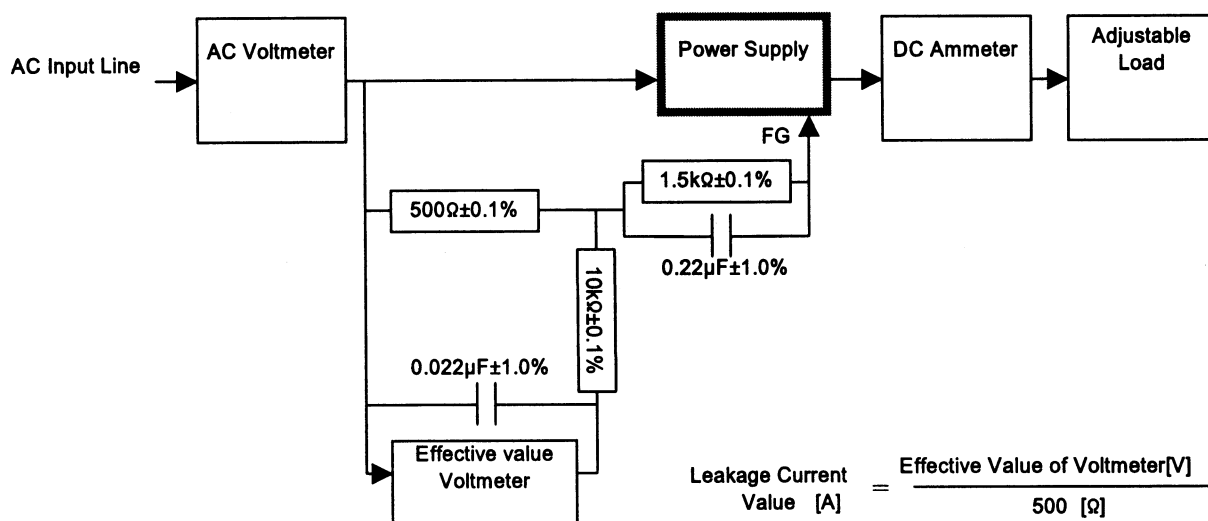 AC Input Line
AC Voltmeter
Power Supply
DC Ammeter
Adjustable
Load
FG
1.5kΩ±0.1%
500Ω±0.1%
0.22μF±1.0%
10kΩ±0.1%
0.022μF±1.0%
Effective value
Voltmeter
Leakage Current
Value [A]
=
Effective Value of Voltmeter[V]
500 [Ω]